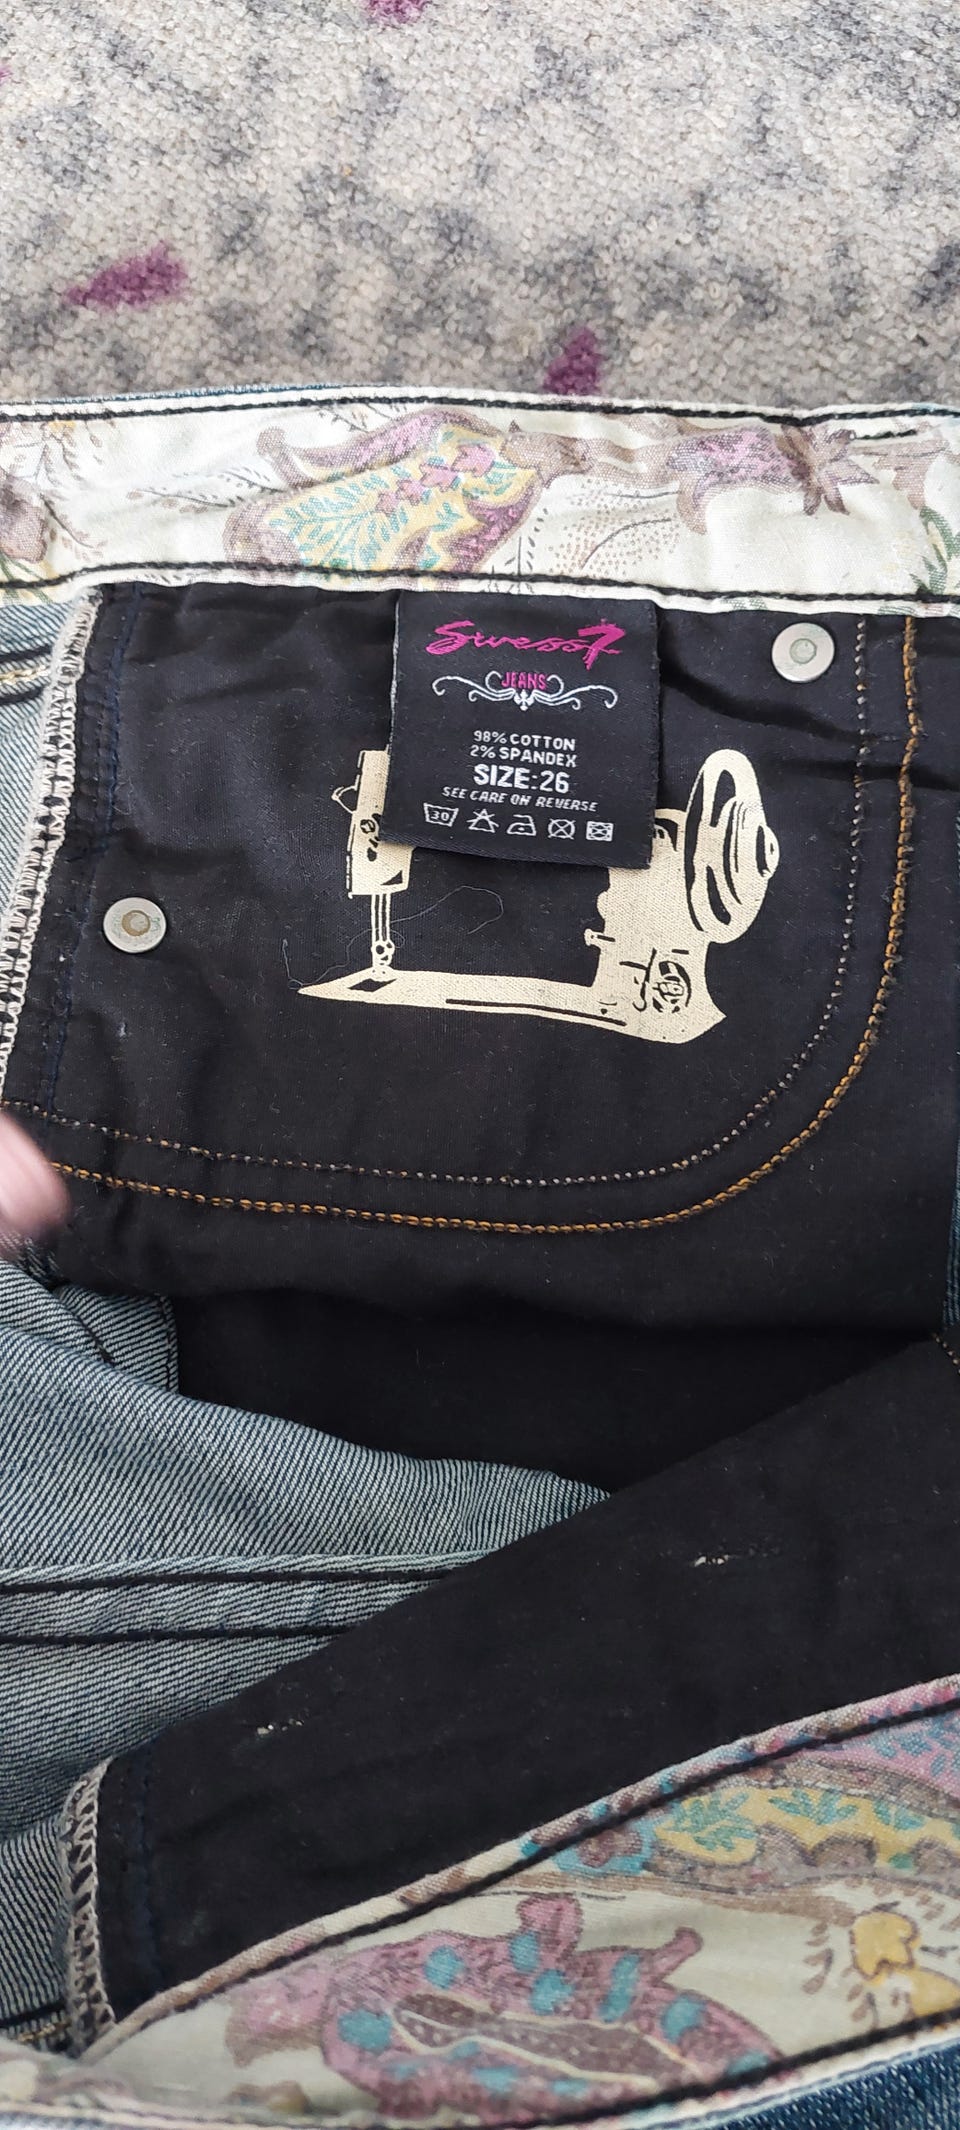 Swess7
JEANS
98% COTTON
2% SPANDEX
SIZE:26
SEE CARE ON REVERSE
30